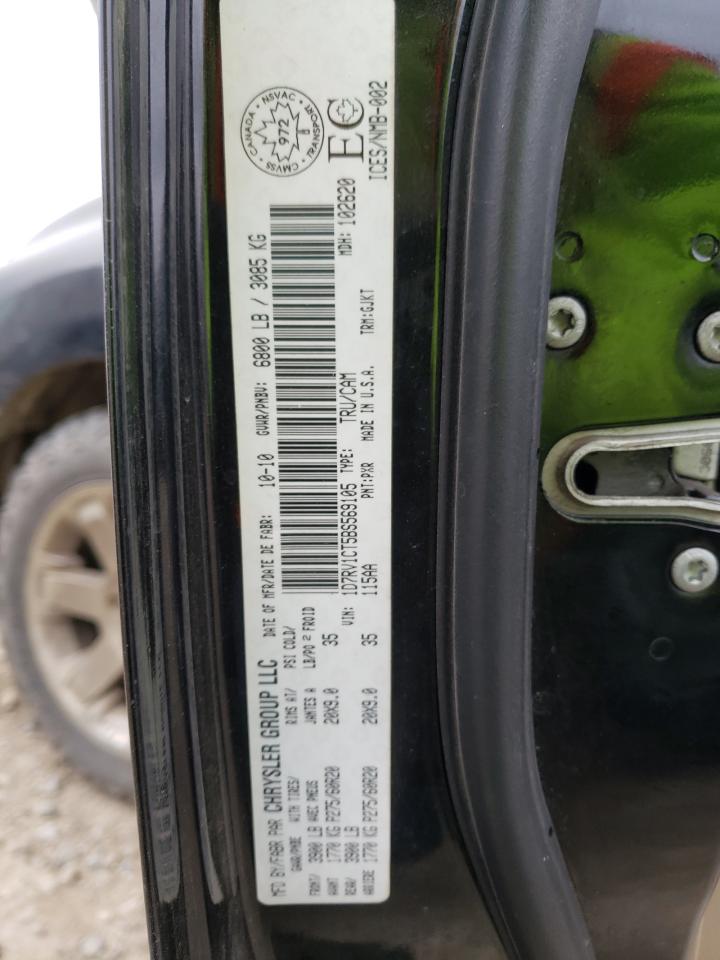 MFD BY/FABR PAR CHRYSLER GROUP LLC DATE OF MFR/DATE DE FABR: 10-10 GVWR/PNBV: 6800 LB / 3085 KG
GAWR/PNBE WITH TIRES/ RIMS AT/ PSI COLD/
FRONT/ 3900 LB AVEC PNEUS JANTES A LB/PO 2 FROID
AVANT 1770 KG P275/60R20 20X9.0 35
REAR/ 3900 LB VIN: 1D7RV1CT5BS569105 TYPE: TRU/CAM MDH: 102620
ARRIERE 1770 KG P275/60R20 20X9.0 35 115AA PNT:PXR MADE IN U.S.A. TRM:GJKT
CANADA NSVAC TRANSPORT CMVSS
972
EC
ICES/NMB-002